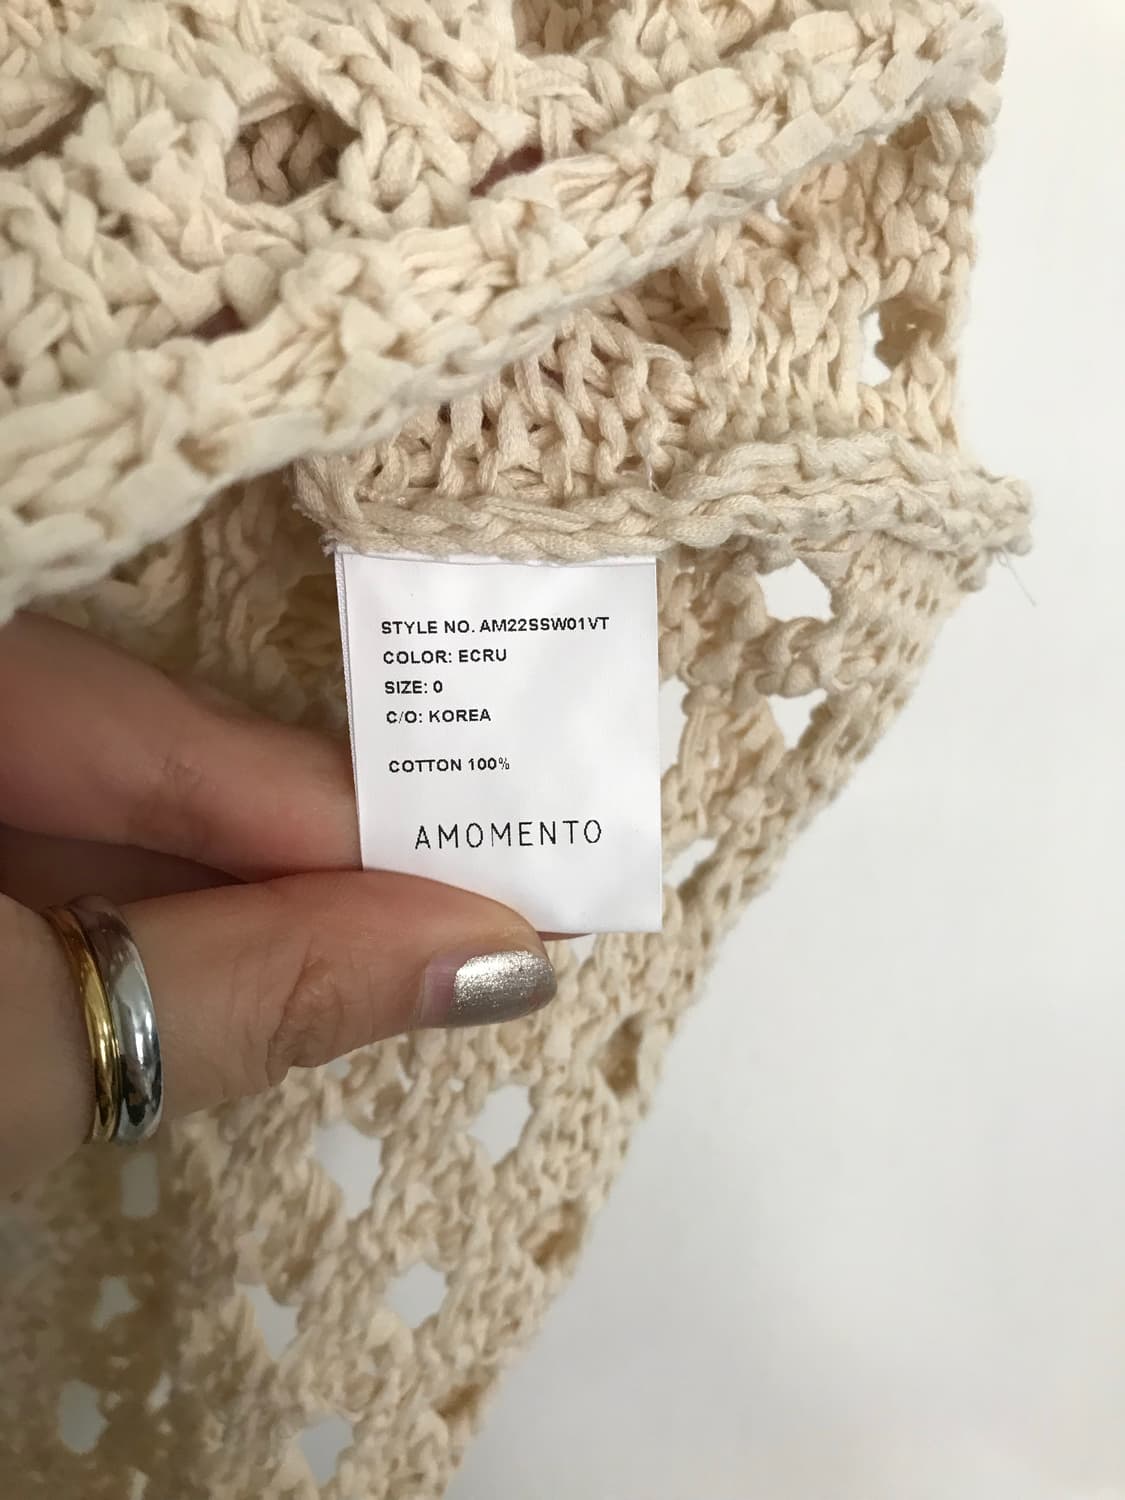 STYLE NO. AM22SSW01VT
COLOR: ECRU
SIZE: 0
C/O: KOREA
COTTON 100%
AMOMENTO